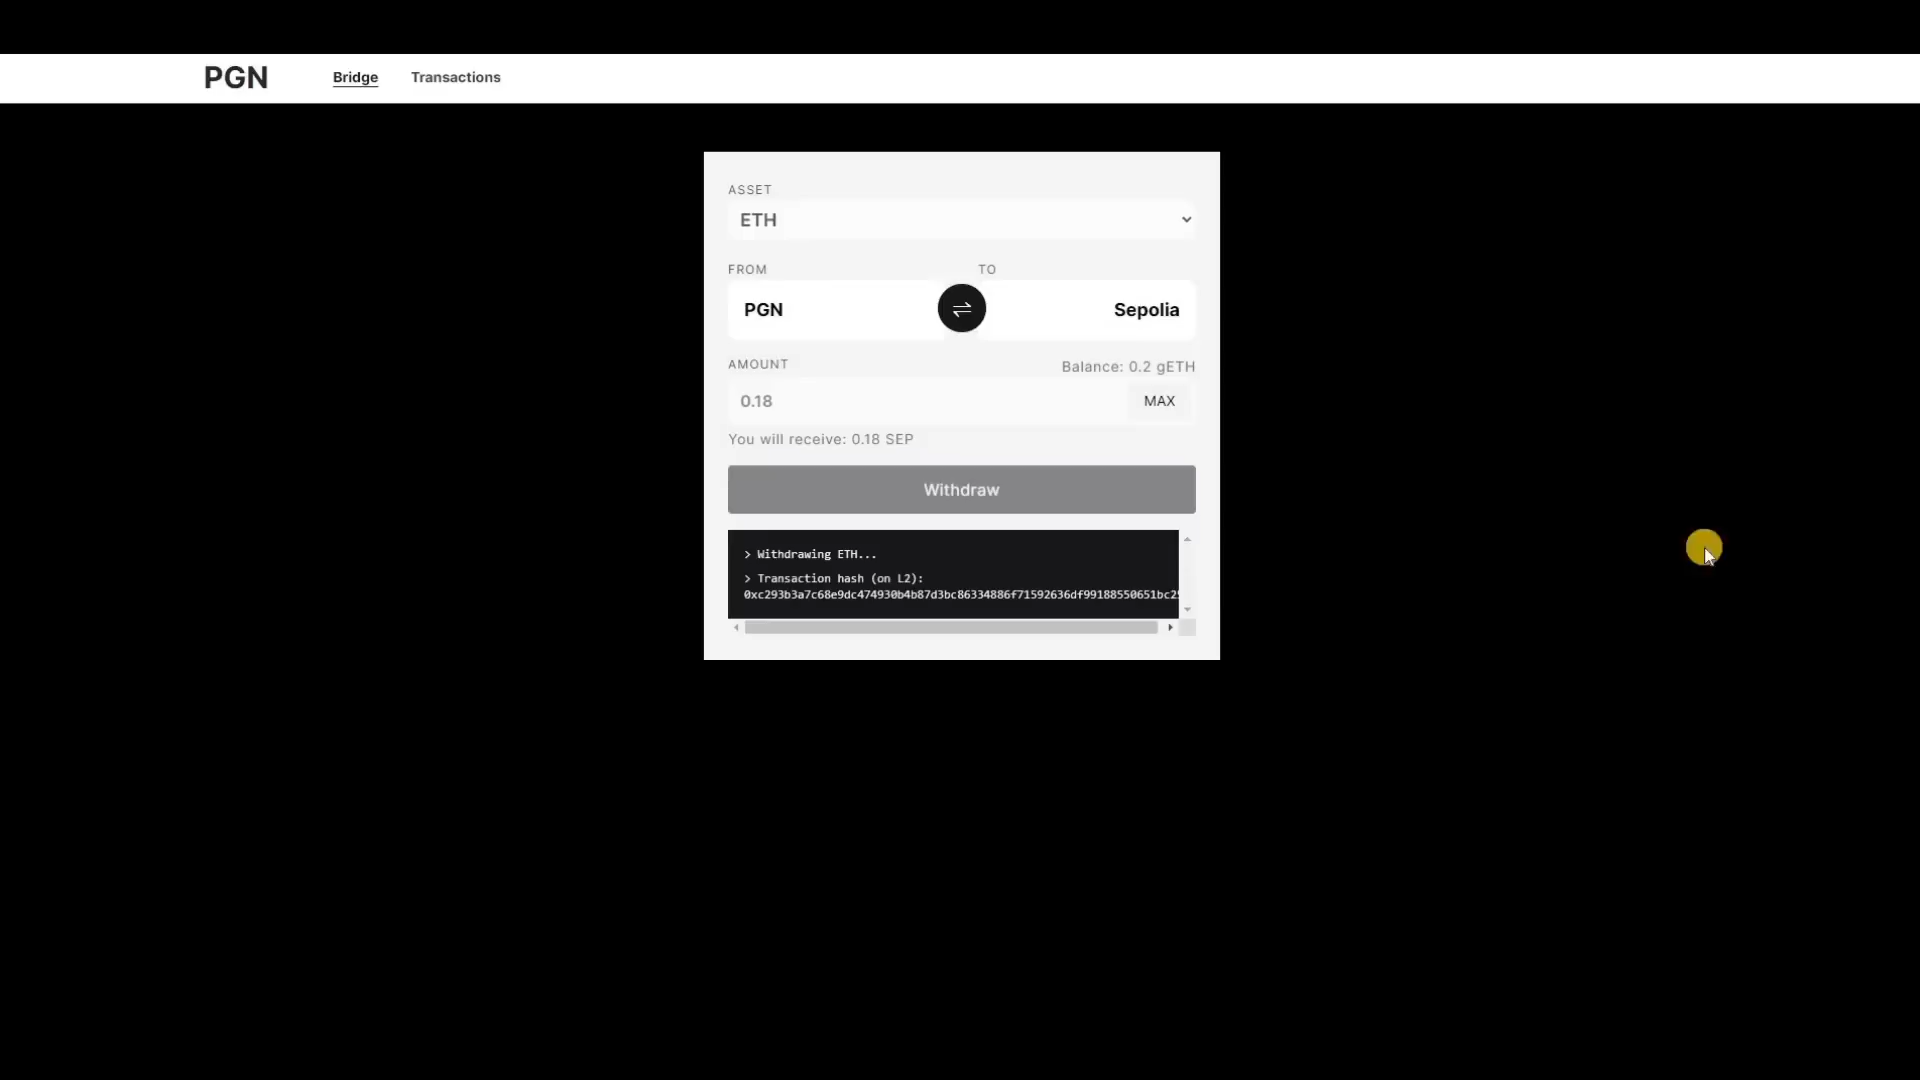 PGN
Bridge
Transactions
ASSET
ETH
FROM
TO
PGN
Sepolia
AMOUNT
Balance: 0.2 gETH
0.18
MAX
You will receive: 0.18 SEP
Withdraw
> Withdrawing ETH...
> Transaction hash (on L2):
0xc293b3a7c68e9dc474930b4b87d3bc86334886f71592636df99188550651bc2